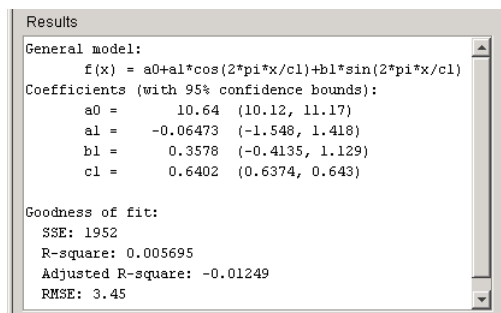 Results
General model:
f(x) = a0+a1*cos(2*pi*x/c1)+b1*sin(2*pi*x/c1)
Coefficients (with 95% confidence bounds):
a0 = 10.64 (10.12, 11.17)
a1 = -0.06473 (-1.548, 1.418)
b1 = 0.3578 (-0.4135, 1.129)
c1 = 0.6402 (0.6374, 0.643)
Goodness of fit:
SSE: 1952
R-square: 0.005695
Adjusted R-square: -0.01249
RMSE: 3.45